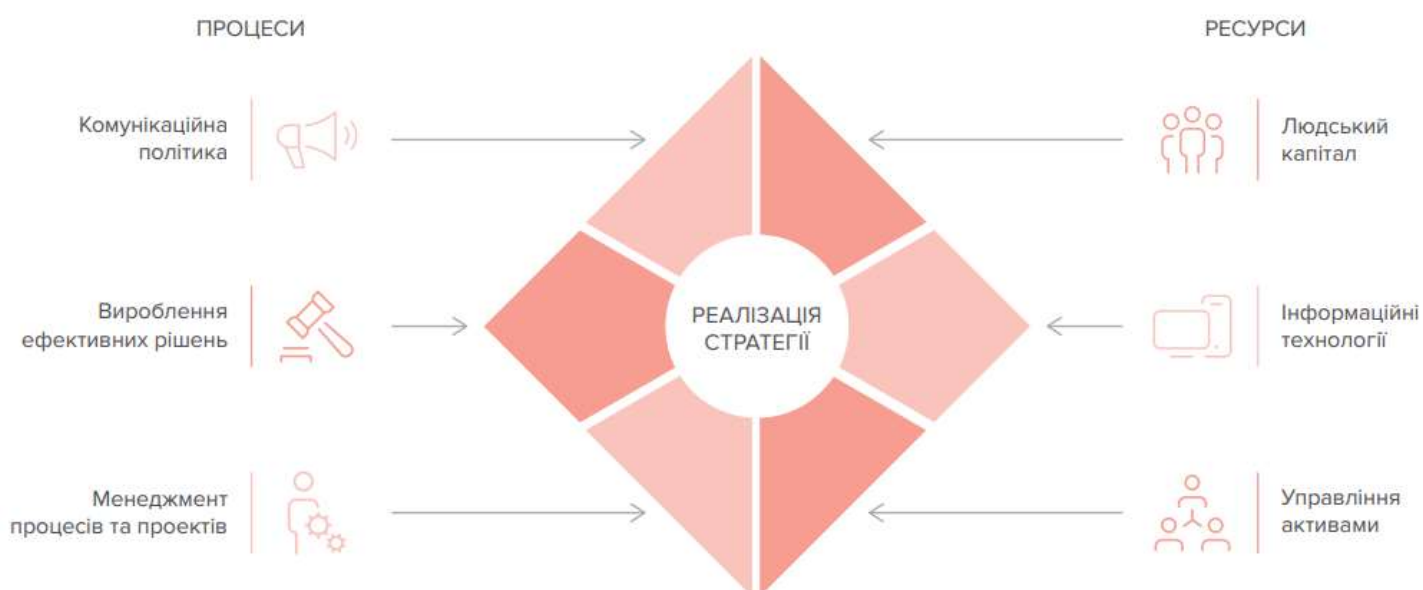 ПРОЦЕСИ
Комунікаційна
політика
Вироблення
ефективних рішень
Менеджмент
процесів та проектів
РЕАЛІЗАЦІЯ
СТРАТЕГІЇ
РЕСУРСИ
Людський
капітал
Інформаційні
технології
Управління
активами